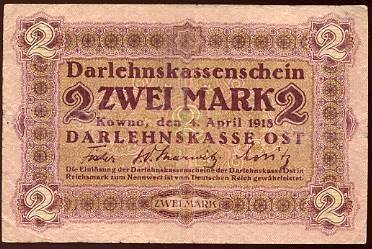 2 2
Darlehnskassenschein
2 ZWEI MARK 2
Kowno, den 4. April 1918
DARLEHNSKASSE OST
Die Einlösung der Darlehnskassenscheine der Darlehnskasse Ost in
Reichsmark zum Nennwert ist vom Deutschen Reich gewährleistet.
2 ZWEI MARK 2